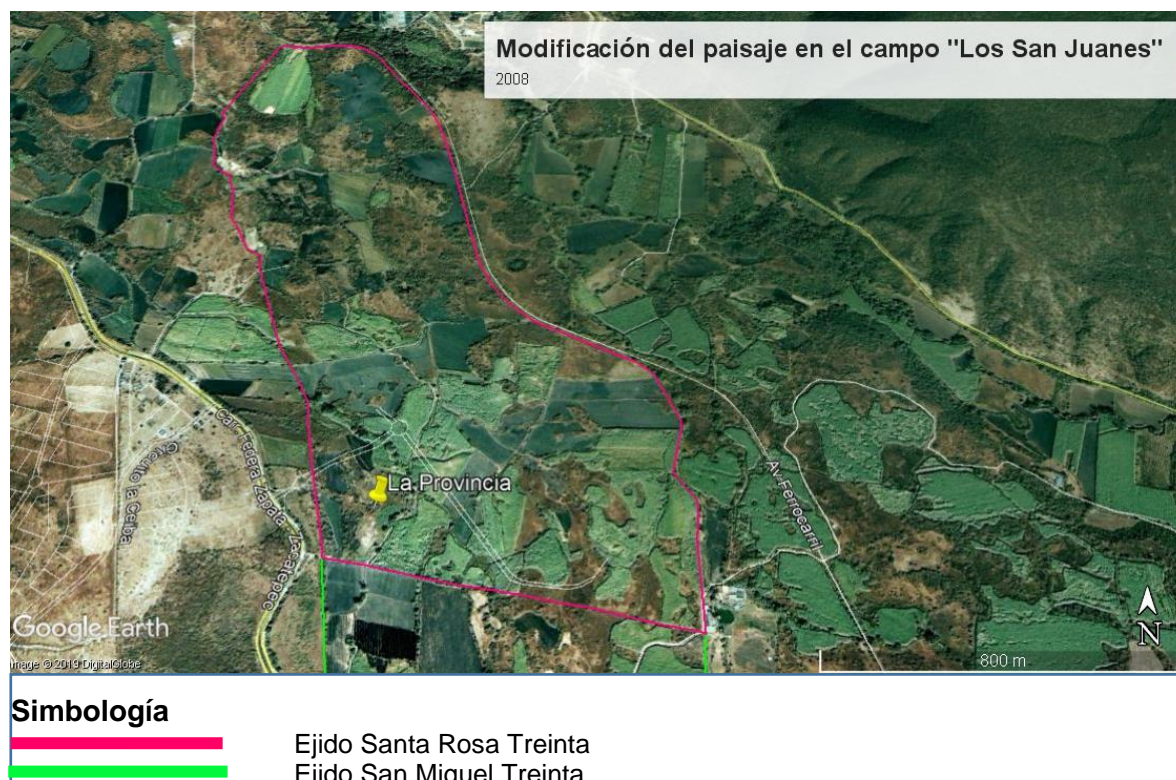 Modificación del paisaje en el campo "Los San Juanes"
2008
La Provincia
Carretera Zapata Zacatepec
Circuito la Ceiba
Av. Ferrocarril
Google Earth
Image © 2019 DigitalGlobe
N
800 m
Simbología
Ejido Santa Rosa Treinta
Ejido San Miguel Treinta